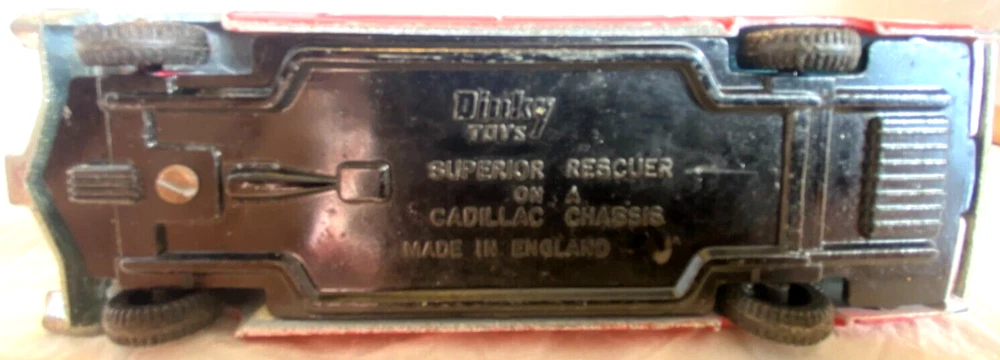 Dinky
TOYS
SUPERIOR RESCUER
ON A
CADILLAC CHASSIS
MADE IN ENGLAND